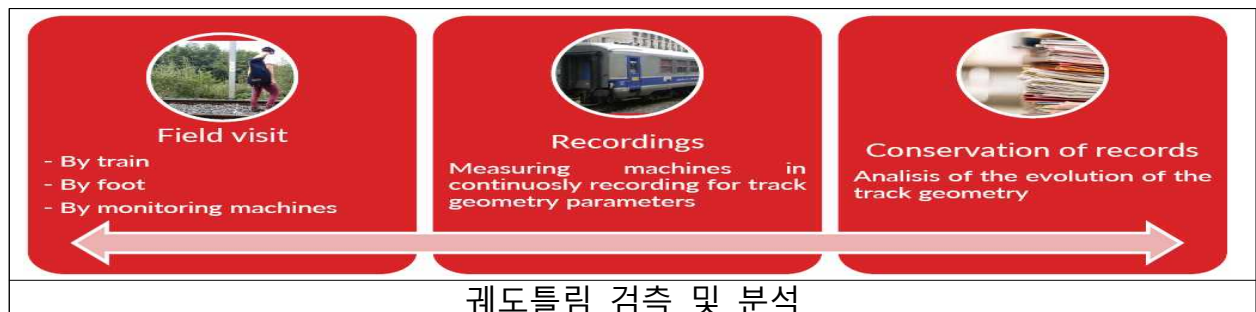 Field visit
- By train
- By foot
- By monitoring machines
Recordings
Measuring machines in
continuosly recording for track
geometry parameters
Conservation of records
Analisis of the evolution of the
track geometry
궤도틀림 검측 및 분석